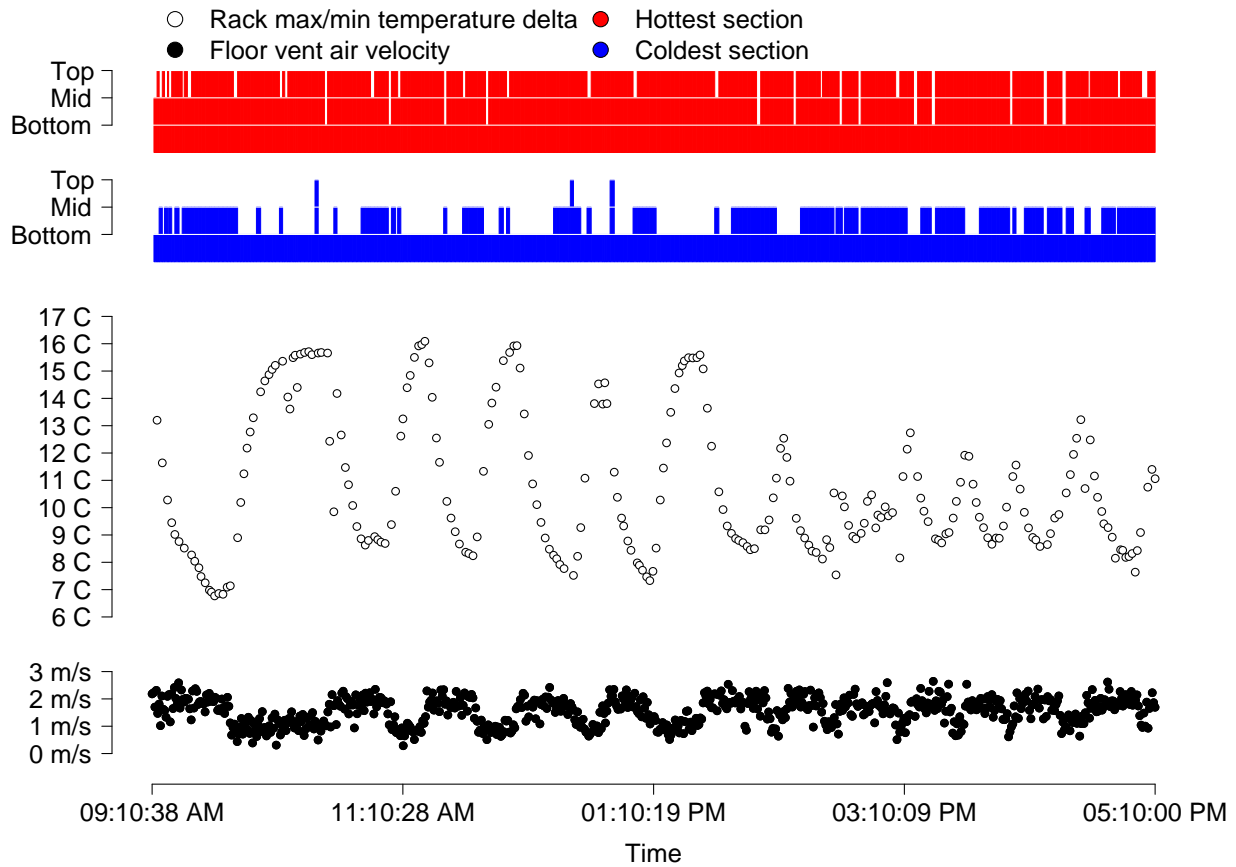 Rack max/min temperature delta
Hottest section
Floor vent air velocity
Coldest section
Top
Mid
Bottom
Top
Mid
Bottom
17 C
16 C
15 C
14 C
13 C
12 C
11 C
10 C
9 C
8 C
7 C
6 C
3 m/s
2 m/s
1 m/s
0 m/s
09:10:38 AM
11:10:28 AM
01:10:19 PM
03:10:09 PM
05:10:00 PM
Time